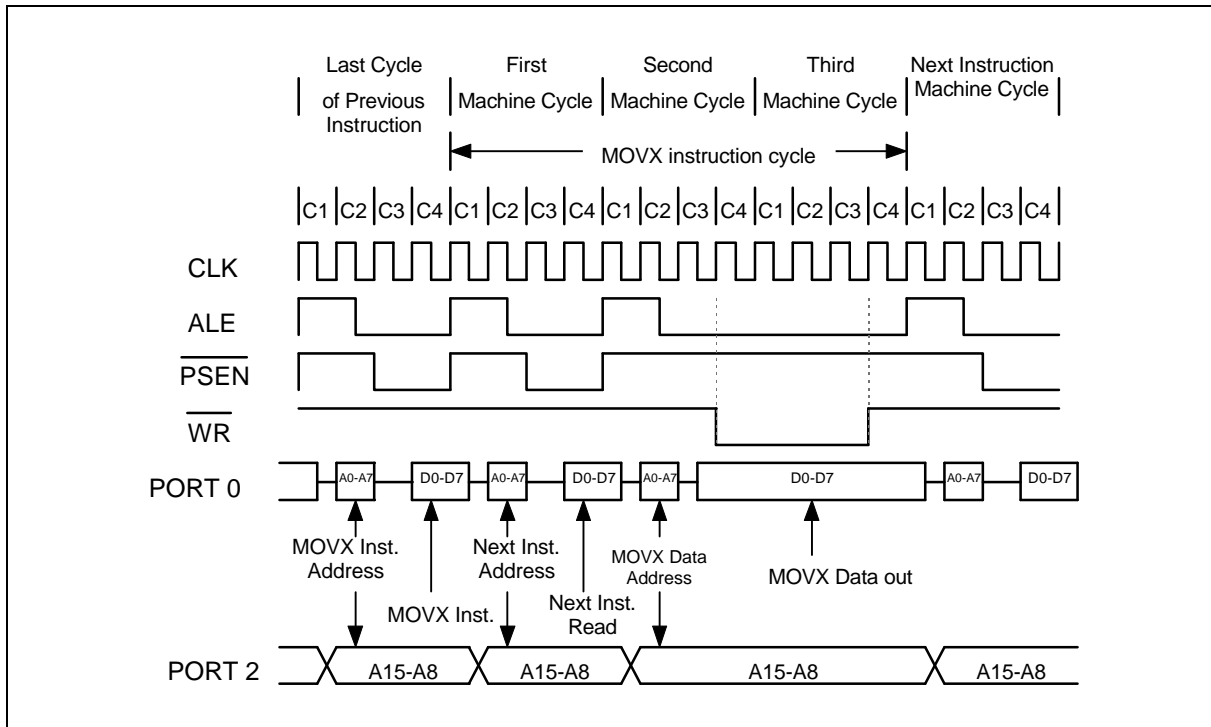 Last Cycle
of Previous
Instruction
First
Machine Cycle
Second
Machine Cycle
Third
Machine Cycle
Next Instruction
Machine Cycle
MOVX instruction cycle
C1 C2 C3 C4 C1 C2 C3 C4 C1 C2 C3 C4 C1 C2 C3 C4 C1 C2 C3 C4
CLK
ALE
PSEN
WR
PORT 0
A0-A7 D0-D7 A0-A7 D0-D7 A0-A7 D0-D7 A0-A7 D0-D7
MOVX Inst.
Address
MOVX Inst.
Next Inst.
Address
Next Inst.
Read
MOVX Data
Address
MOVX Data out
PORT 2
A15-A8 A15-A8 A15-A8 A15-A8